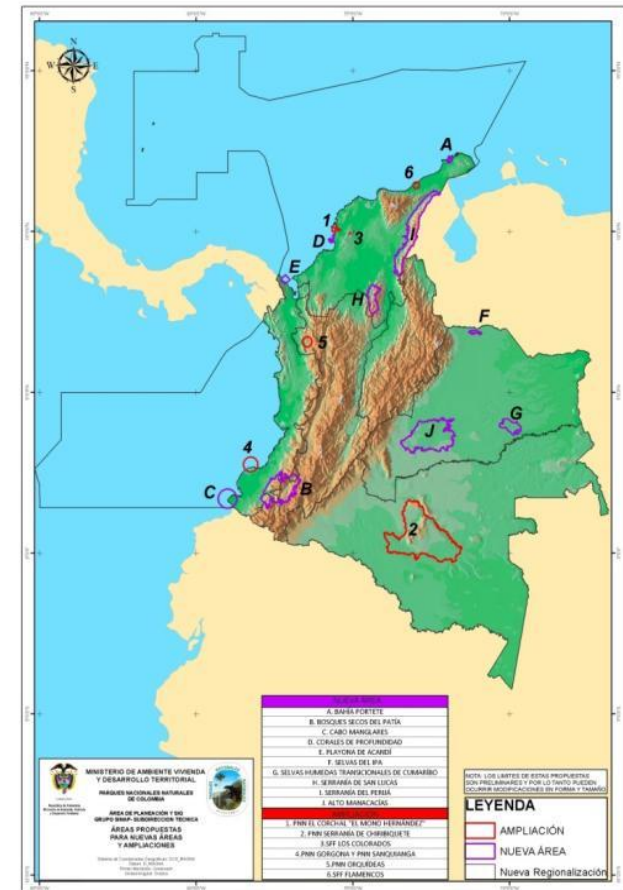 N
W
E
S
A
6
1
D
3
I
E
H
F
5
G
J
4
C
B
2
NUEVA ÁREA
A. BAHÍA PORTETE
B. BOSQUES SECOS DEL PATÍA
C. CABO MANGLARES
D. CORALES DE PROFUNDIDAD
E. PLAYONA DE ACANDÍ
F. SELVAS DEL IPA
G. SELVAS HUMEDAS TRANSICIONALES DE CUMARIBO
H. SERRANÍA DE SAN LUCAS
I. SERRANÍA DEL PERIJÁ
J. ALTO MANACACÍAS
AMPLIACIÓN
1. PNN EL CORCHAL "EL MONO HERNÁNDEZ"
2. PNN SERRANÍA DE CHIRIBIQUETE
3.SFF LOS COLORADOS
4.PNN GORGONA Y PNN SANQUIANGA
5.PNN ORQUÍDEAS
6.SFF FLAMENCOS
MINISTERIO DE AMBIENTE VIVIENDA
Y DESARROLLO TERRITORIAL
PARQUES NACIONALES NATURALES
DE COLOMBIA
ÁREA DE PLANEACIÓN Y SIG
GRUPO SINAP- SUBDIRECCIÓN TECNICA
ÁREAS PROPUESTAS
PARA NUEVAS ÁREAS
Y AMPLIACIONES
NOTA: LOS LIMITES DE ESTAS PROPUESTAS
SON PRELIMINARES Y POR LO TANTO PUEDEN
OCURRIR MODIFICACIONES EN FORMA Y TAMAÑO
LEYENDA
AMPLIACIÓN
NUEVA ÁREA
Nueva Regionalización